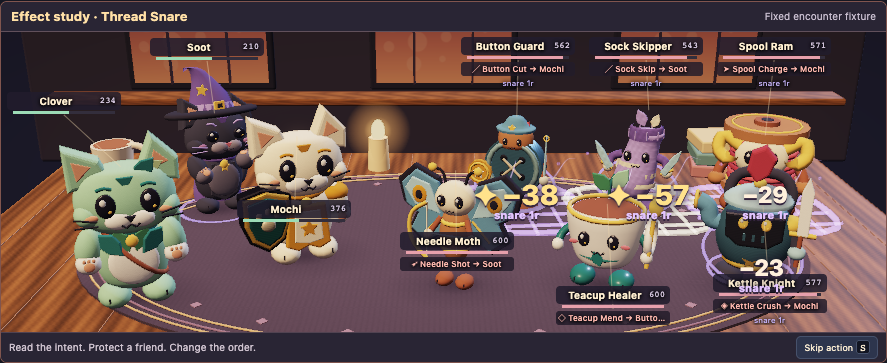 Effect study · Thread Snare
Fixed encounter fixture
Soot 210
Button Guard 562
Button Cut → Mochi
snare 1r
Sock Skipper 543
Sock Skip → Soot
snare 1r
Spool Ram 571
Spool Charge → Mochi
snare 1r
Clover 234
Mochi 376
−38
snare 1r
−57
snare 1r
−29
snare 1r
Needle Moth 600
Needle Shot → Soot
−23
snare 1r
Kettle Knight 577
Kettle Crush → Mochi
snare 1r
Teacup Healer 600
Teacup Mend → Butto…
Read the intent. Protect a friend. Change the order.
Skip action S